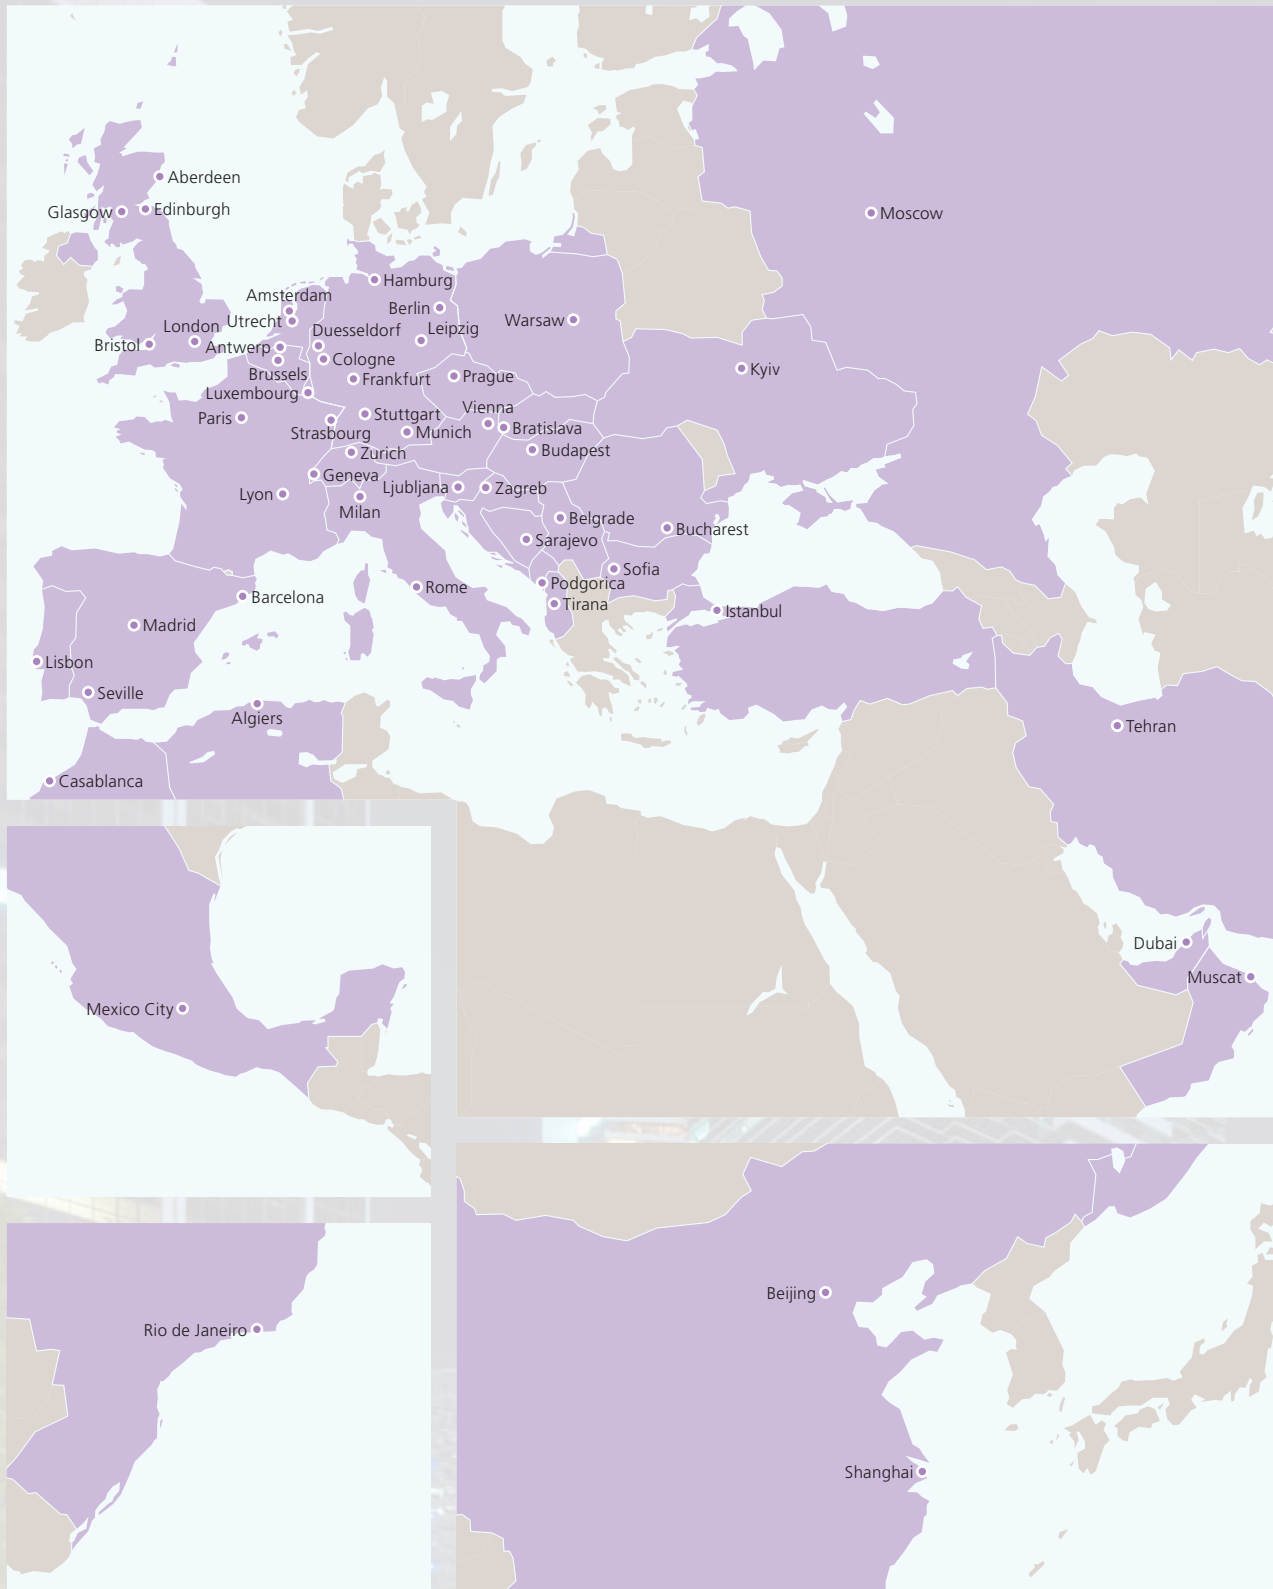 Aberdeen
Glasgow
Edinburgh
Moscow
Hamburg
Amsterdam
Berlin
Utrecht
Warsaw
London
Duesseldorf
Leipzig
Bristol
Antwerp
Cologne
Kyiv
Brussels
Frankfurt
Prague
Luxembourg
Vienna
Paris
Stuttgart
Bratislava
Strasbourg
Munich
Budapest
Zurich
Geneva
Ljubljana
Zagreb
Lyon
Milan
Belgrade
Bucharest
Sarajevo
Sofia
Podgorica
Rome
Barcelona
Tirana
Istanbul
Madrid
Lisbon
Seville
Algiers
Tehran
Casablanca
Dubai
Muscat
Mexico City
Beijing
Rio de Janeiro
Shanghai